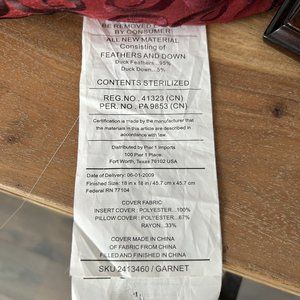 BE REMOVED E
BY CONSUMER
ALL NEW MATERIAL
Consisting of
FEATHERS AND DOWN
Duck Feathers...95%
Duck Down...5%
CONTENTS STERILIZED
REG.NO. 41323 (CN)
PER. NO. PA9853 (CN)
Certification is made by the manufacturer that
the materials in this article are described in
accordance with law.
Distributed by Pier 1 Imports
100 Pier 1 Place,
Fort Worth, Texas 76102 USA
Date of Delivery: 06-01-2009
Finished Size: 18 in x 18 in / 45.7 cm x 45.7 cm
Federal RN 77104
COVER FABRIC
INSERT COVER : POLYESTER...100%
PILLOW COVER : POLYESTER...67%
RAYON...33%
COVER MADE IN CHINA
OF FABRIC FROM CHINA
FILLED AND FINISHED IN CHINA
SKU 2413460 / GARNET